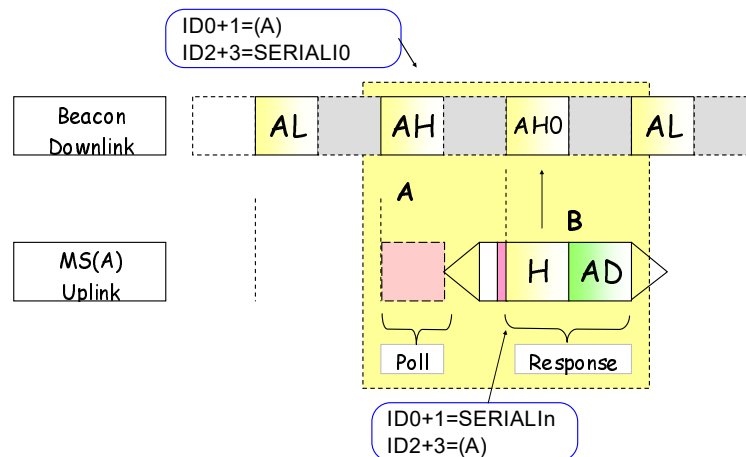 ID0+1=(A)
ID2+3=SERIALI0
Beacon
Downlink
AL
AH
AH0
AL
A
B
MS(A)
Uplink
H
AD
Poll
Response
ID0+1=SERIALIn
ID2+3=(A)